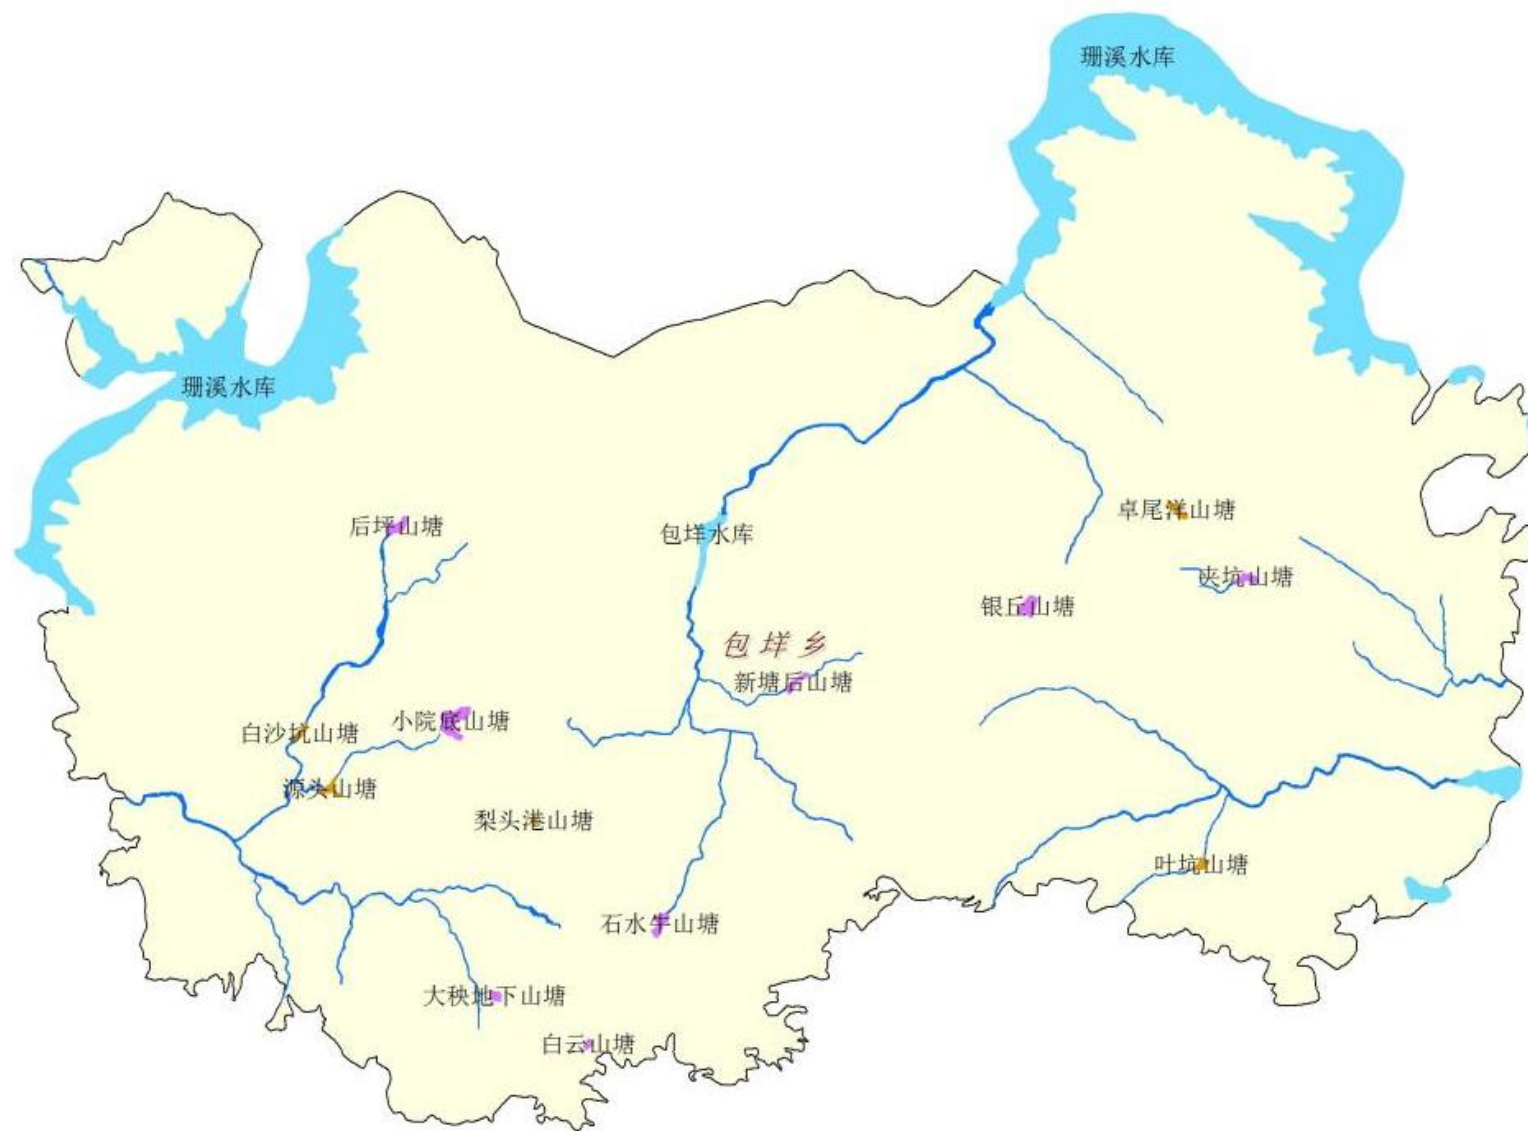 珊溪水库
珊溪水库
卓尾洋山塘
后坪山塘
包垟水库
夹坑山塘
银丘山塘
包垟乡
新塘后山塘
小院底山塘
白沙坑山塘
源头山塘
梨头港山塘
叶坑山塘
石水牛山塘
大秧地下山塘
白云山塘